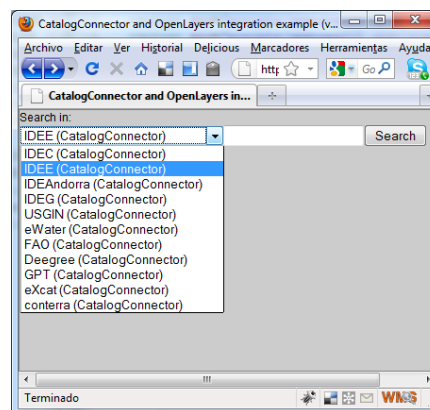 CatalogConnector and OpenLayers integration example (v...
Archivo Editar Ver Historial Delicious Marcadores Herramientas Ayuda
http
Go
CatalogConnector and OpenLayers in...
Search in:
IDEE (CatalogConnector)
Search
IDEC (CatalogConnector)
IDEE (CatalogConnector)
IDEAndorra (CatalogConnector)
IDEG (CatalogConnector)
USGIN (CatalogConnector)
eWater (CatalogConnector)
FAO (CatalogConnector)
Deegree (CatalogConnector)
GPT (CatalogConnector)
eXcat (CatalogConnector)
conterra (CatalogConnector)
Terminado
WMS